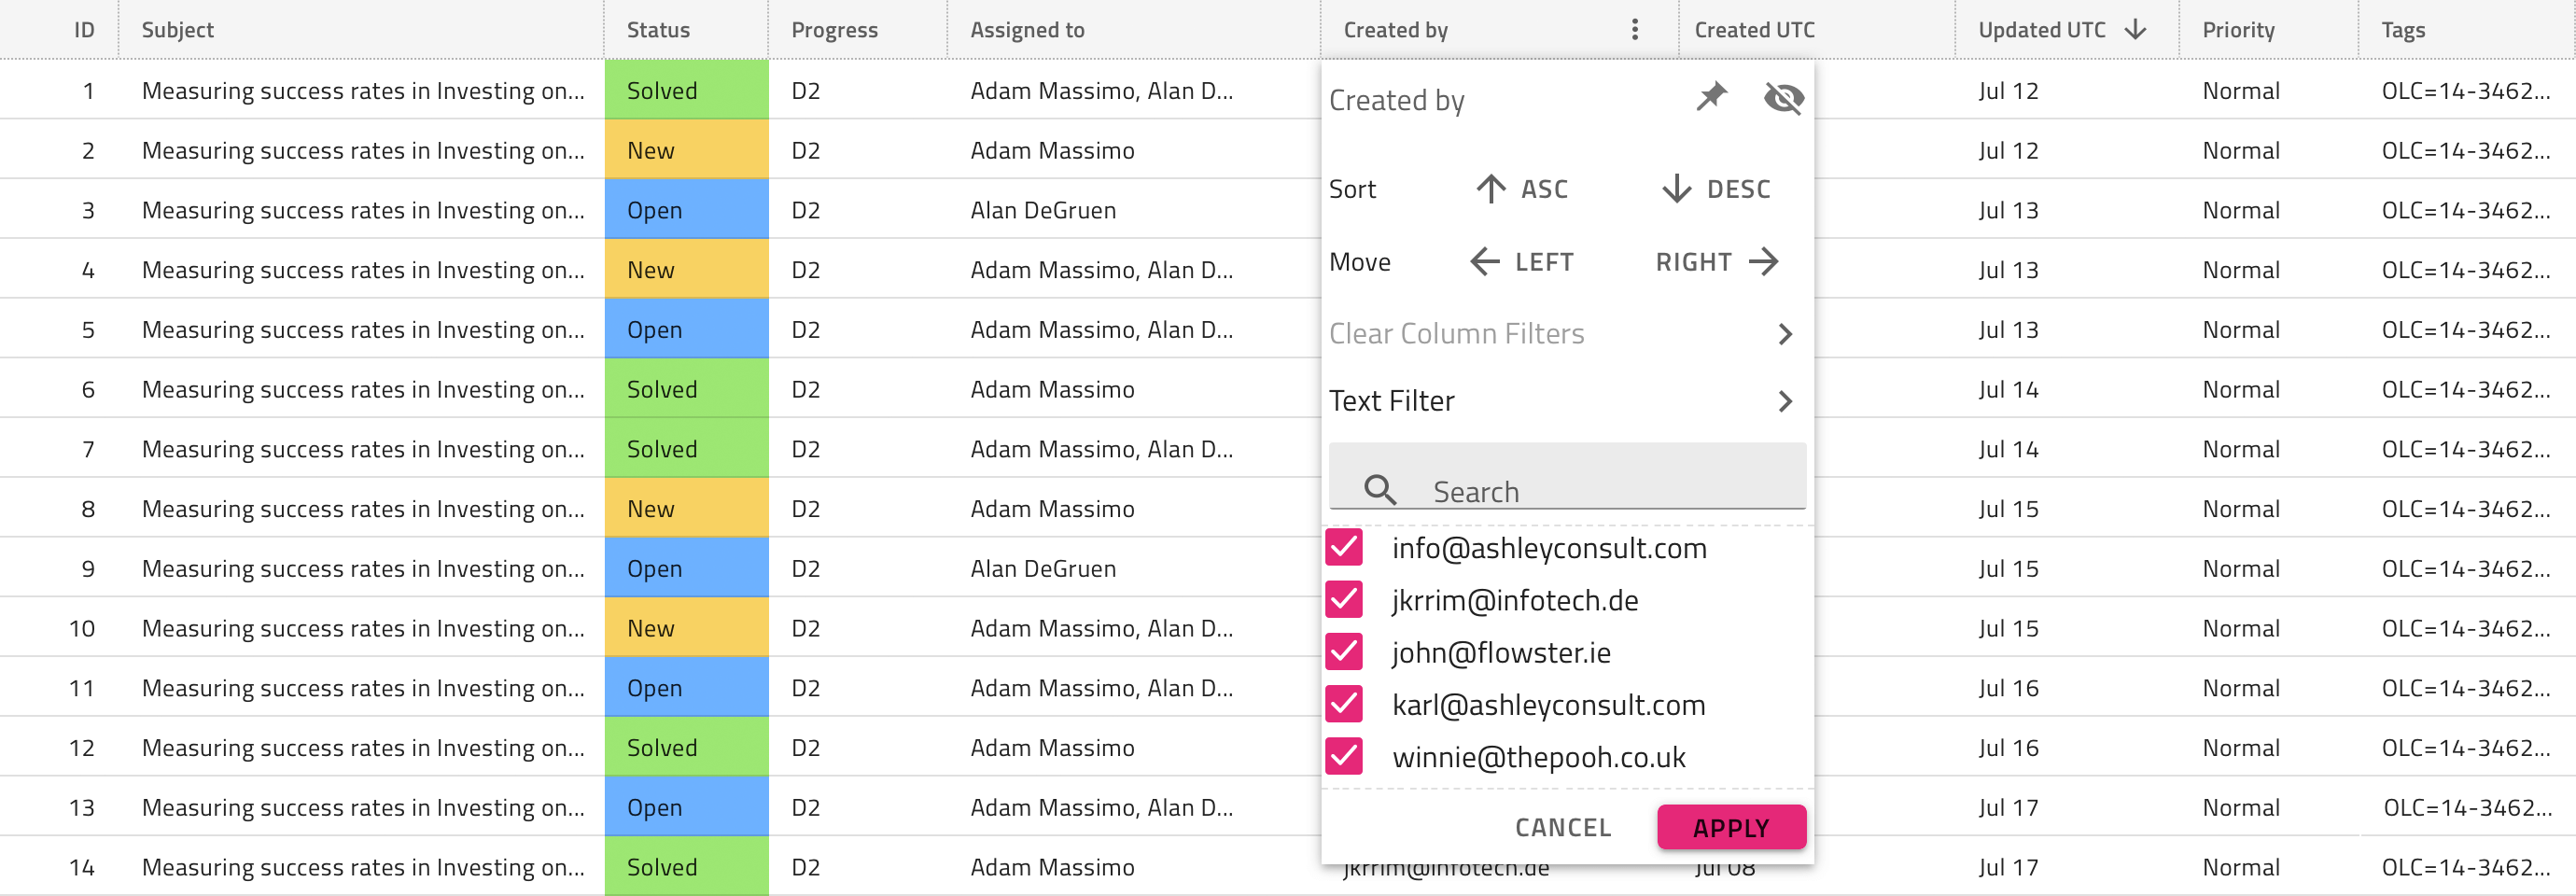 ID Subject Status Progress Assigned to Created by Created UTC Updated UTC Priority Tags
1 Measuring success rates in Investing on... Solved D2 Adam Massimo, Alan D... Jul 12 Normal OLC=14-3462...
Created by
2 Measuring success rates in Investing on... New D2 Adam Massimo Jul 12 Normal OLC=14-3462...
Sort ASC DESC
3 Measuring success rates in Investing on... Open D2 Alan DeGruen Jul 13 Normal OLC=14-3462...
Move LEFT RIGHT
4 Measuring success rates in Investing on... New D2 Adam Massimo, Alan D... Jul 13 Normal OLC=14-3462...
5 Measuring success rates in Investing on... Open D2 Adam Massimo, Alan D... Jul 13 Normal OLC=14-3462...
Clear Column Filters
6 Measuring success rates in Investing on... Solved D2 Adam Massimo Jul 14 Normal OLC=14-3462...
Text Filter
7 Measuring success rates in Investing on... Solved D2 Adam Massimo, Alan D... Jul 14 Normal OLC=14-3462...
Search
8 Measuring success rates in Investing on... New D2 Adam Massimo Jul 15 Normal OLC=14-3462...
info@ashleyconsult.com
9 Measuring success rates in Investing on... Open D2 Alan DeGruen Jul 15 Normal OLC=14-3462...
jkrrim@infotech.de
10 Measuring success rates in Investing on... New D2 Adam Massimo, Alan D... Jul 15 Normal OLC=14-3462...
john@flowster.ie
11 Measuring success rates in Investing on... Open D2 Adam Massimo, Alan D... Jul 16 Normal OLC=14-3462...
karl@ashleyconsult.com
12 Measuring success rates in Investing on... Solved D2 Adam Massimo Jul 16 Normal OLC=14-3462...
winnie@thepooh.co.uk
13 Measuring success rates in Investing on... Open D2 Adam Massimo, Alan D... Jul 17 Normal OLC=14-3462...
CANCEL APPLY
14 Measuring success rates in Investing on... Solved D2 Adam Massimo jkrrim@infotech.de Jul 08 Jul 17 Normal OLC=14-3462...